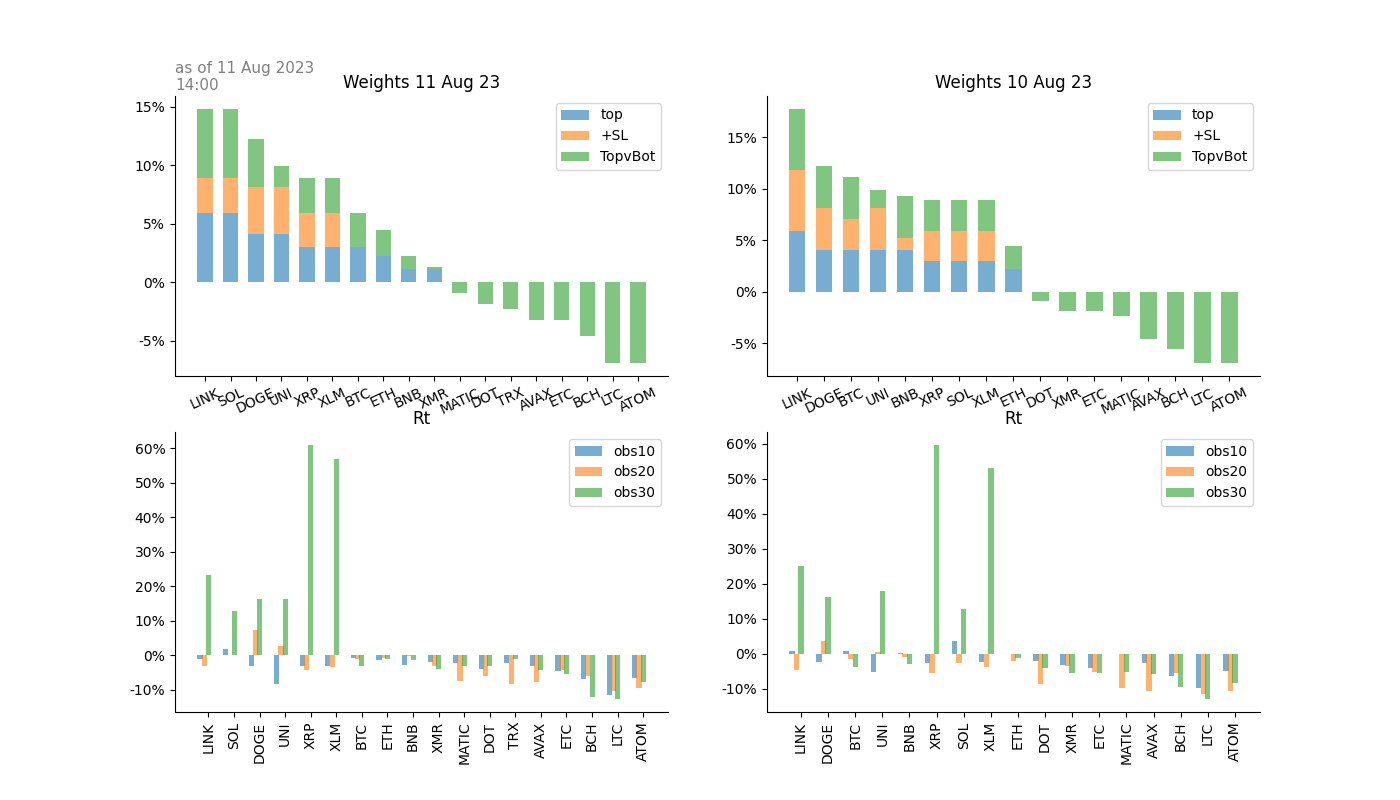 as of 11 Aug 2023
14:00
Weights 11 Aug 23
15%
10%
5%
0%
-5%
top
+SL
TopvBot
LINK SOL DOGE UNI XRP XLM BTC ETH BNB XMR MATIC DOT TRX AVAX ETC BCH LTC ATOM
Weights 10 Aug 23
15%
10%
5%
0%
-5%
top
+SL
TopvBot
LINK DOGE BTC UNI BNB XRP SOL XLM ETH DOT XMR ETC MATIC AVAX BCH LTC ATOM
Rt
60%
50%
40%
30%
20%
10%
0%
-10%
obs10
obs20
obs30
LINK SOL DOGE UNI XRP XLM BTC ETH BNB XMR MATIC DOT TRX AVAX ETC BCH LTC ATOM
Rt
60%
50%
40%
30%
20%
10%
0%
-10%
obs10
obs20
obs30
LINK DOGE BTC UNI BNB XRP SOL XLM ETH DOT XMR ETC MATIC AVAX BCH LTC ATOM